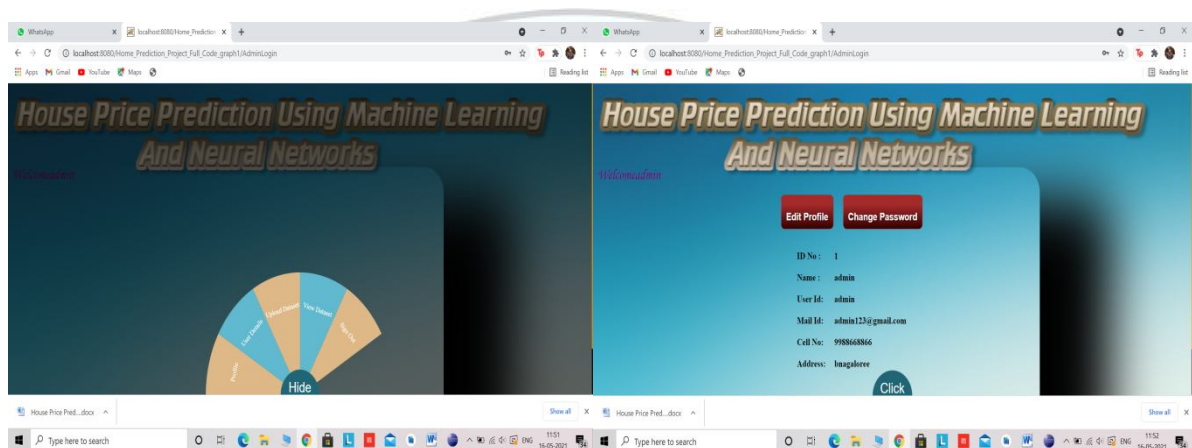 WhatsApp
localhost:8080/Home_Prediction
localhost:8080/Home_Prediction_Project_Full_Code_graph1/AdminLogin
Apps Gmail YouTube Maps
Reading list
House Price Prediction Using Machine Learning
And Neural Networks
Welcomeadmin
Profile
User Details
Upload Dataset
View Dataset
Sign Out
Hide
House Price Pred....docx
Show all
Type here to search
ENG
11:51
16-05-2021
WhatsApp
localhost:8080/Home_Prediction
localhost:8080/Home_Prediction_Project_Full_Code_graph1/AdminLogin
Apps Gmail YouTube Maps
Reading list
House Price Prediction Using Machine Learning
And Neural Networks
Welcomeadmin
Edit Profile Change Password
ID No : 1
Name : admin
User Id: admin
Mail Id: admin123@gmail.com
Cell No: 9988668866
Address: bnagaloree
Click
House Price Pred....docx
Show all
Type here to search
ENG
11:52
16-05-2021